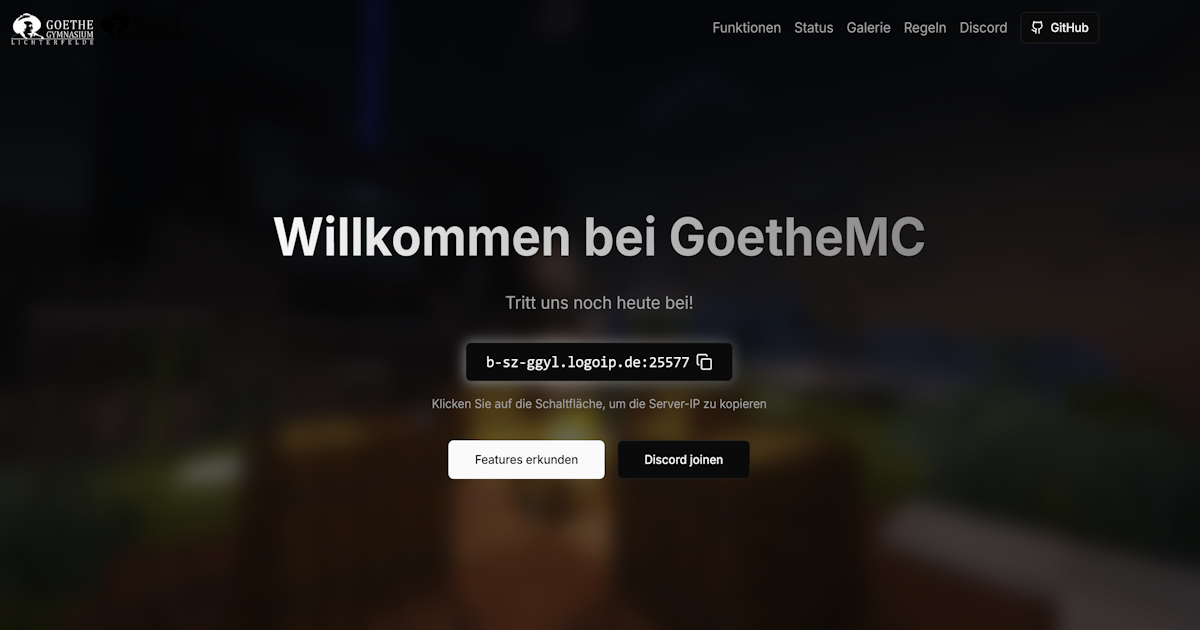 GOETHE
GYMNASIUM
LICHTERFELDE
Funktionen Status Galerie Regeln Discord GitHub
Willkommen bei GoetheMC
Tritt uns noch heute bei!
b-sz-ggyl.logoip.de:25577
Klicken Sie auf die Schaltfläche, um die Server-IP zu kopieren
Features erkunden Discord joinen